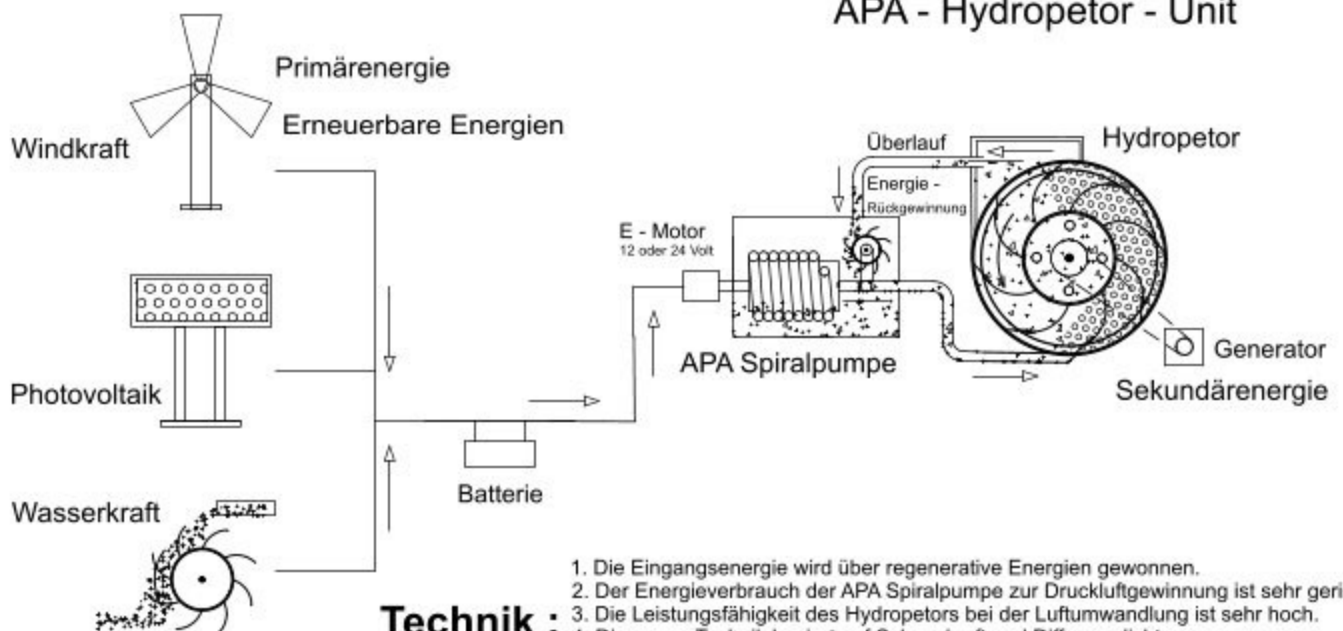 APA - Hydropetor - Unit
Primärenergie
Erneuerbare Energien
Windkraft
Überlauf
Hydropetor
Energie -
Rückgewinnung
E - Motor
12 oder 24 Volt
APA Spiralpumpe
Generator
Sekundärenergie
Photovoltaik
Batterie
Wasserkraft
1. Die Eingangsenergie wird über regenerative Energien gewonnen.
2. Der Energieverbrauch der APA Spiralpumpe zur Druckluftgewinnung ist sehr geri
Technik : 3. Die Leistungsfähigkeit des Hydropetors bei der Luftumwandlung ist sehr hoch.